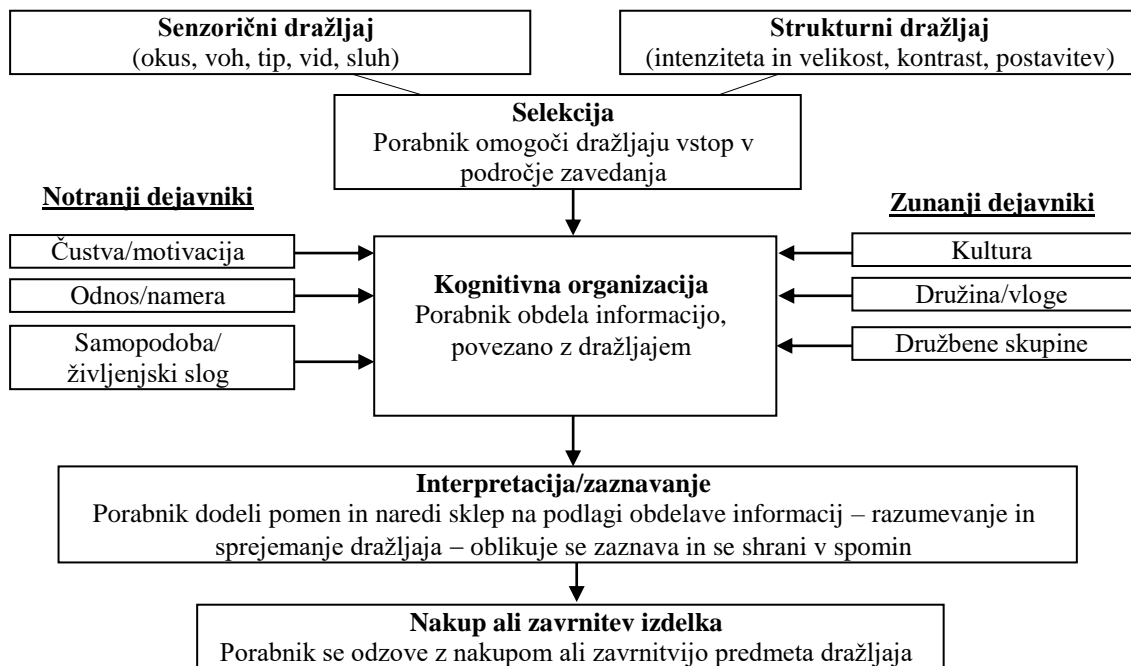 Senzorični dražljaj
(okus, voh, tip, vid, sluh)
Strukturni dražljaj
(intenziteta in velikost, kontrast, postavitev)
Selekcija
Porabnik omogoči dražljaju vstop v
področje zavedanja
Notranji dejavniki
Čustva/motivacija
Odnos/namera
Samopodoba/
življenjski slog
Kognitivna organizacija
Porabnik obdela informacijo,
povezano z dražljajem
Zunanji dejavniki
Kultura
Družina/vloge
Družbene skupine
Interpretacija/zaznavanje
Porabnik dodeli pomen in naredi sklep na podlagi obdelave informacij – razumevanje in
sprejemanje dražljaja – oblikuje se zaznava in se shrani v spomin
Nakup ali zavrnitev izdelka
Porabnik se odzove z nakupom ali zavrnitvijo predmeta dražljaja